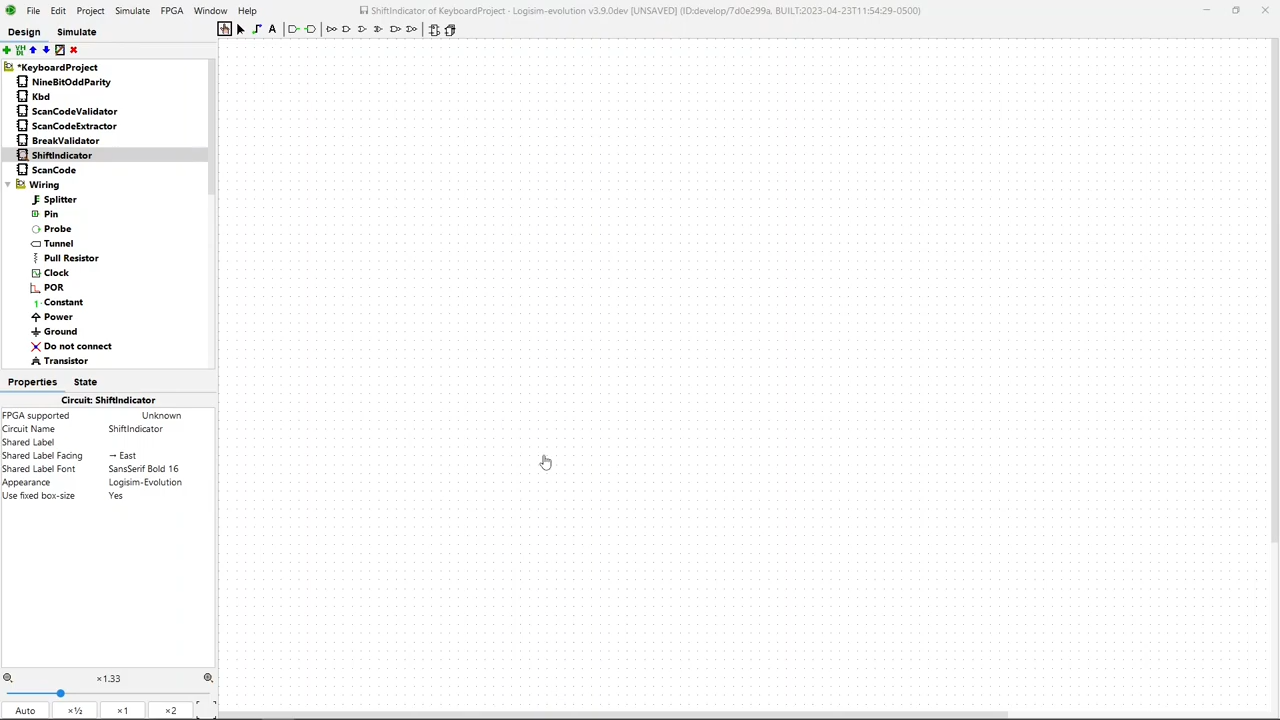 File Edit Project Simulate FPGA Window Help
ShiftIndicator of KeyboardProject - Logisim-evolution v3.9.0dev [UNSAVED] (ID:develop/7d0e299a, BUILT:2023-04-23T11:54:29-0500)
Design Simulate
A
VH
DL
*KeyboardProject
NineBitOddParity
Kbd
ScanCodeValidator
ScanCodeExtractor
BreakValidator
ShiftIndicator
ScanCode
Wiring
Splitter
Pin
Probe
Tunnel
Pull Resistor
Clock
POR
1 Constant
Power
Ground
Do not connect
Transistor
Properties State
Circuit: ShiftIndicator
FPGA supported Unknown
Circuit Name ShiftIndicator
Shared Label
Shared Label Facing → East
Shared Label Font SansSerif Bold 16
Appearance Logisim-Evolution
Use fixed box-size Yes
×1.33
Auto ×½ ×1 ×2